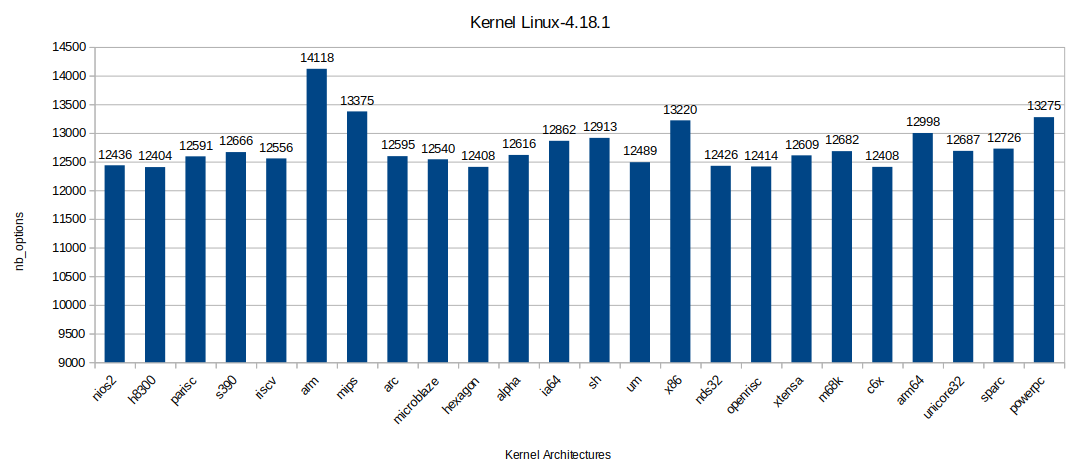 Kernel Linux-4.18.1
14500
14000
13500
13000
12500
12000
11500
11000
10500
10000
9500
9000
nb_options
12436
12404
12591
12666
12556
14118
13375
12595
12540
12408
12616
12862
12913
12489
13220
12426
12414
12609
12682
12408
12998
12687
12726
13275
nios2
h8300
parisc
s390
riscv
arm
mips
arc
microblaze
hexagon
alpha
ia64
sh
um
x86
nds32
openrisc
xtensa
m68k
c6x
arm64
unicore32
sparc
powerpc
Kernel Architectures